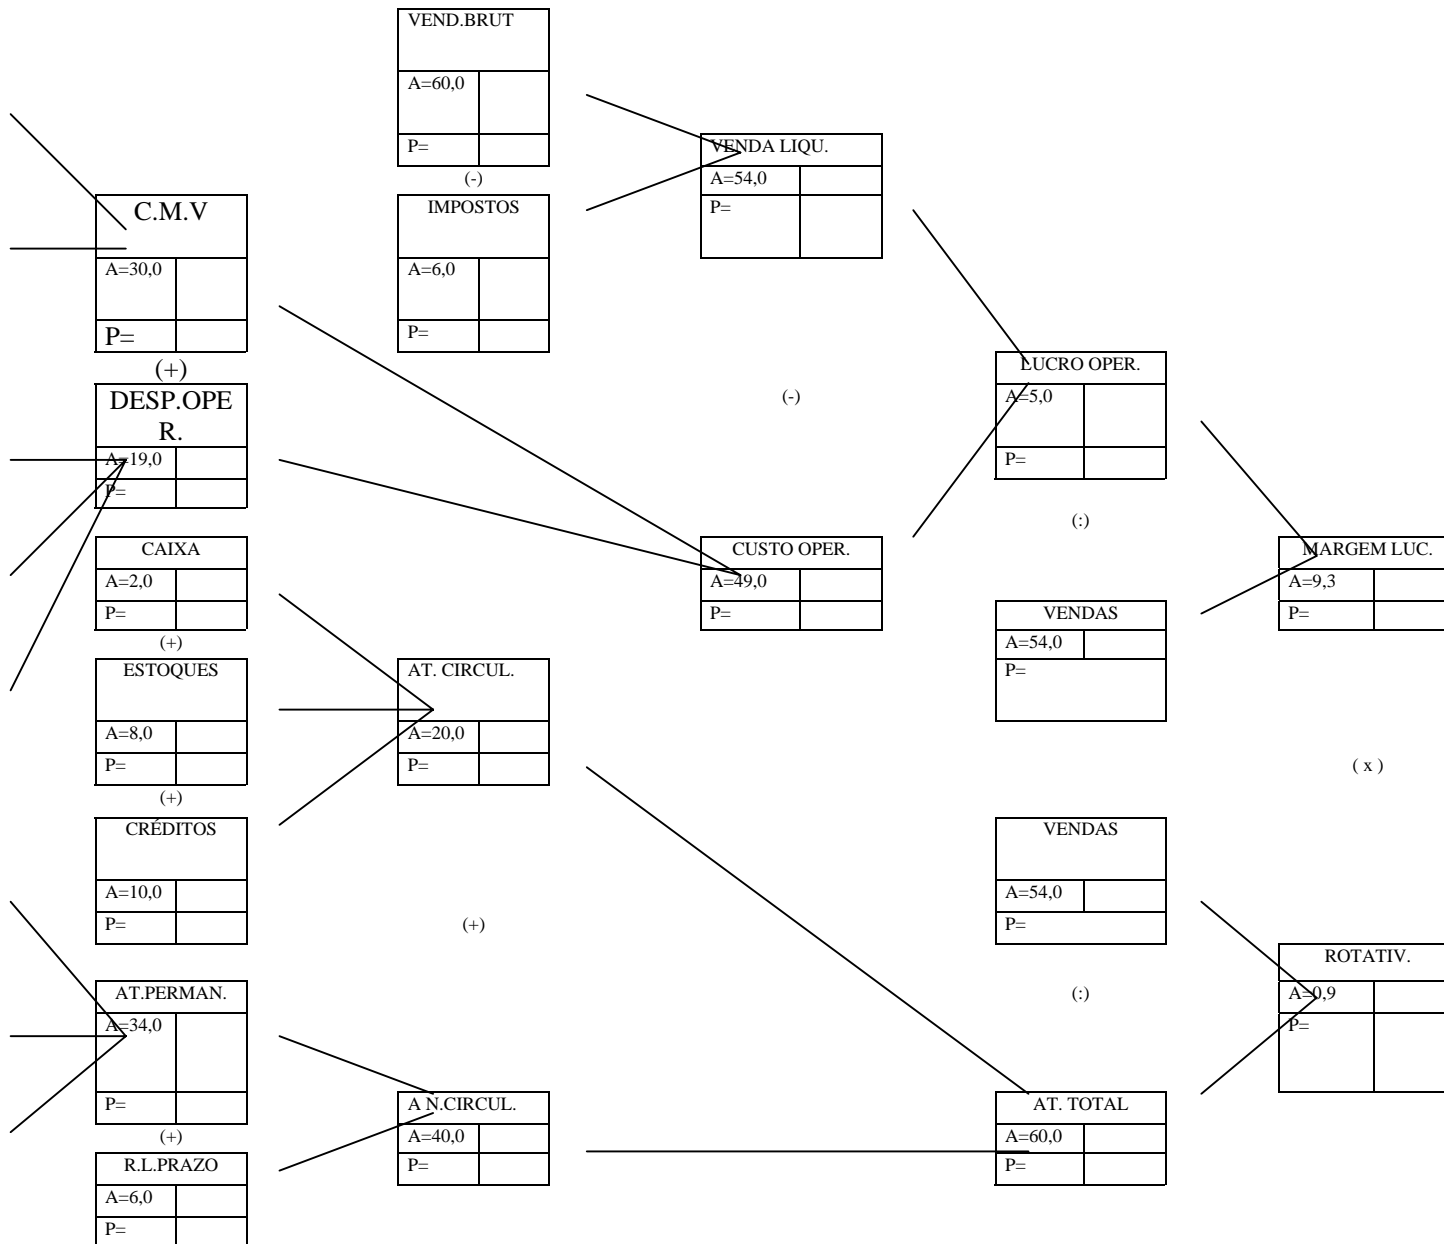 VEND.BRUT
A=60,0
P=
(-)
VENDA LIQU.
A=54,0
P=
C.M.V
A=30,0
P=
(+)
IMPOSTOS
A=6,0
P=
LUCRO OPER.
A=5,0
P=
(-)
DESP.OPE
R.
A=19,0
P=
(:)
CAIXA
A=2,0
P=
(+)
CUSTO OPER.
A=49,0
P=
MARGEM LUC.
A=9,3
P=
VENDAS
A=54,0
P=
ESTOQUES
A=8,0
P=
(+)
AT. CIRCUL.
A=20,0
P=
( x )
CRÉDITOS
A=10,0
P=
(+)
VENDAS
A=54,0
P=
(:)
ROTATIV.
A=0,9
P=
AT.PERMAN.
A=34,0
P=
(+)
A N.CIRCUL.
A=40,0
P=
AT. TOTAL
A=60,0
P=
R.L.PRAZO
A=6,0
P=